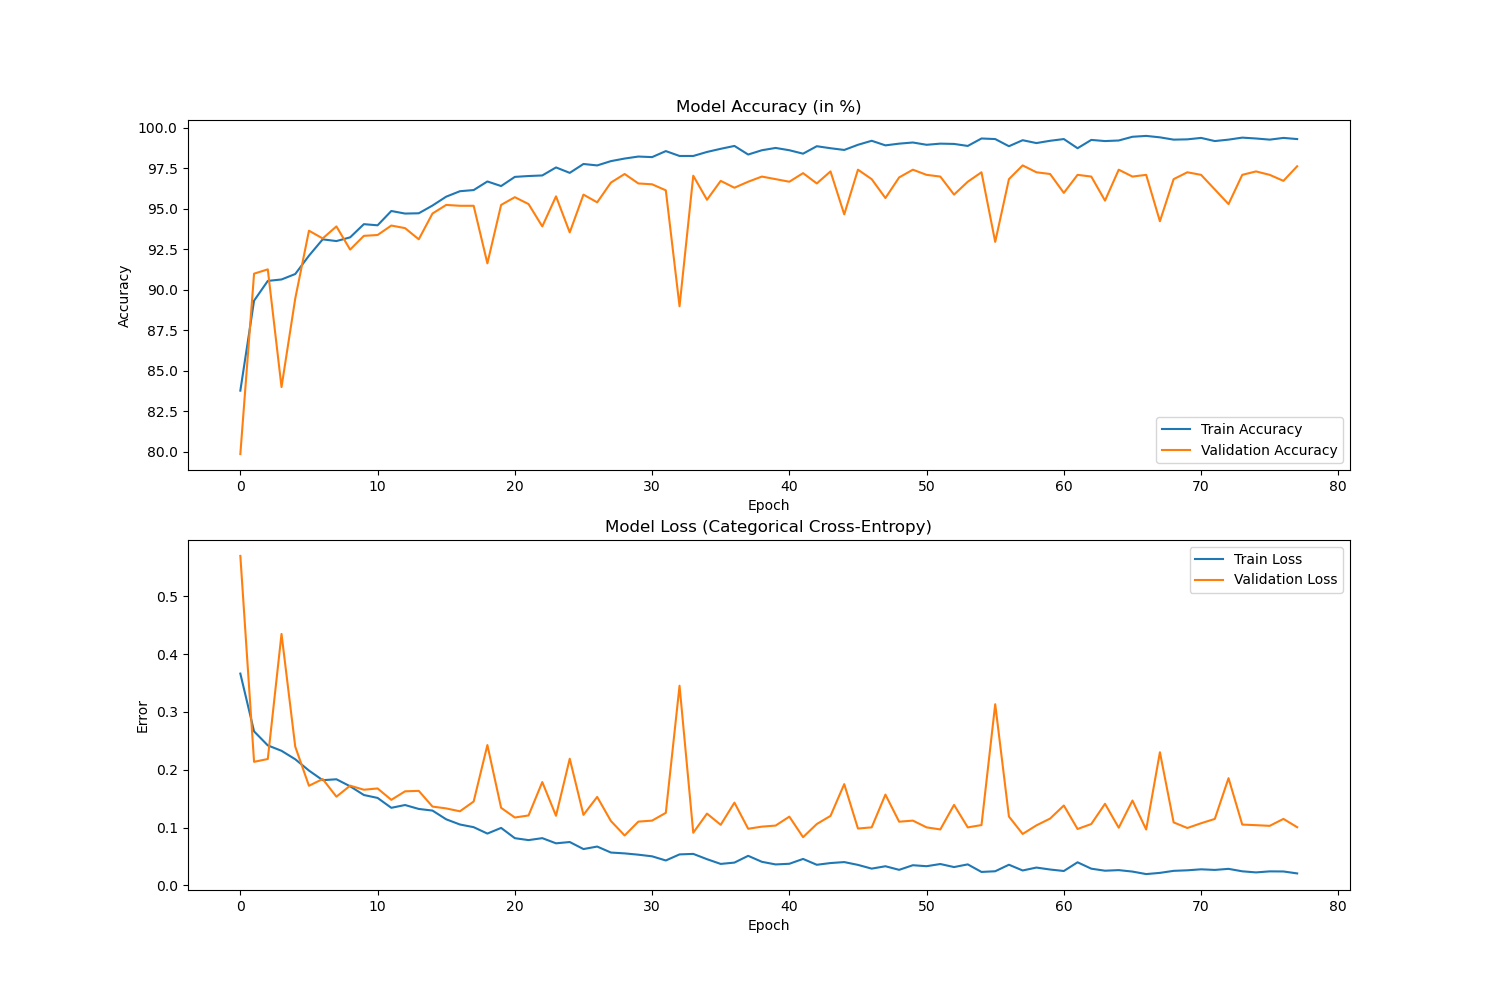 Model Accuracy (in %)
100.0
97.5
95.0
92.5
90.0
87.5
85.0
82.5
80.0
Accuracy
Train Accuracy
Validation Accuracy
0 10 20 30 40 50 60 70 80
Epoch
Model Loss (Categorical Cross-Entropy)
Train Loss
Validation Loss
0.5
0.4
0.3
0.2
0.1
0.0
Error
0 10 20 30 40 50 60 70 80
Epoch